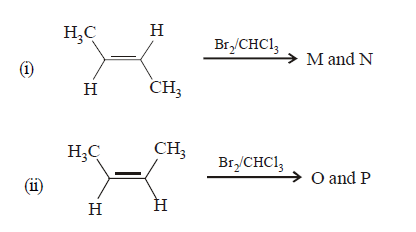 (i) H₃C H H CH₃ Br₂/CHCl₃ M and N
(ii) H₃C CH₃ H H Br₂/CHCl₃ O and P